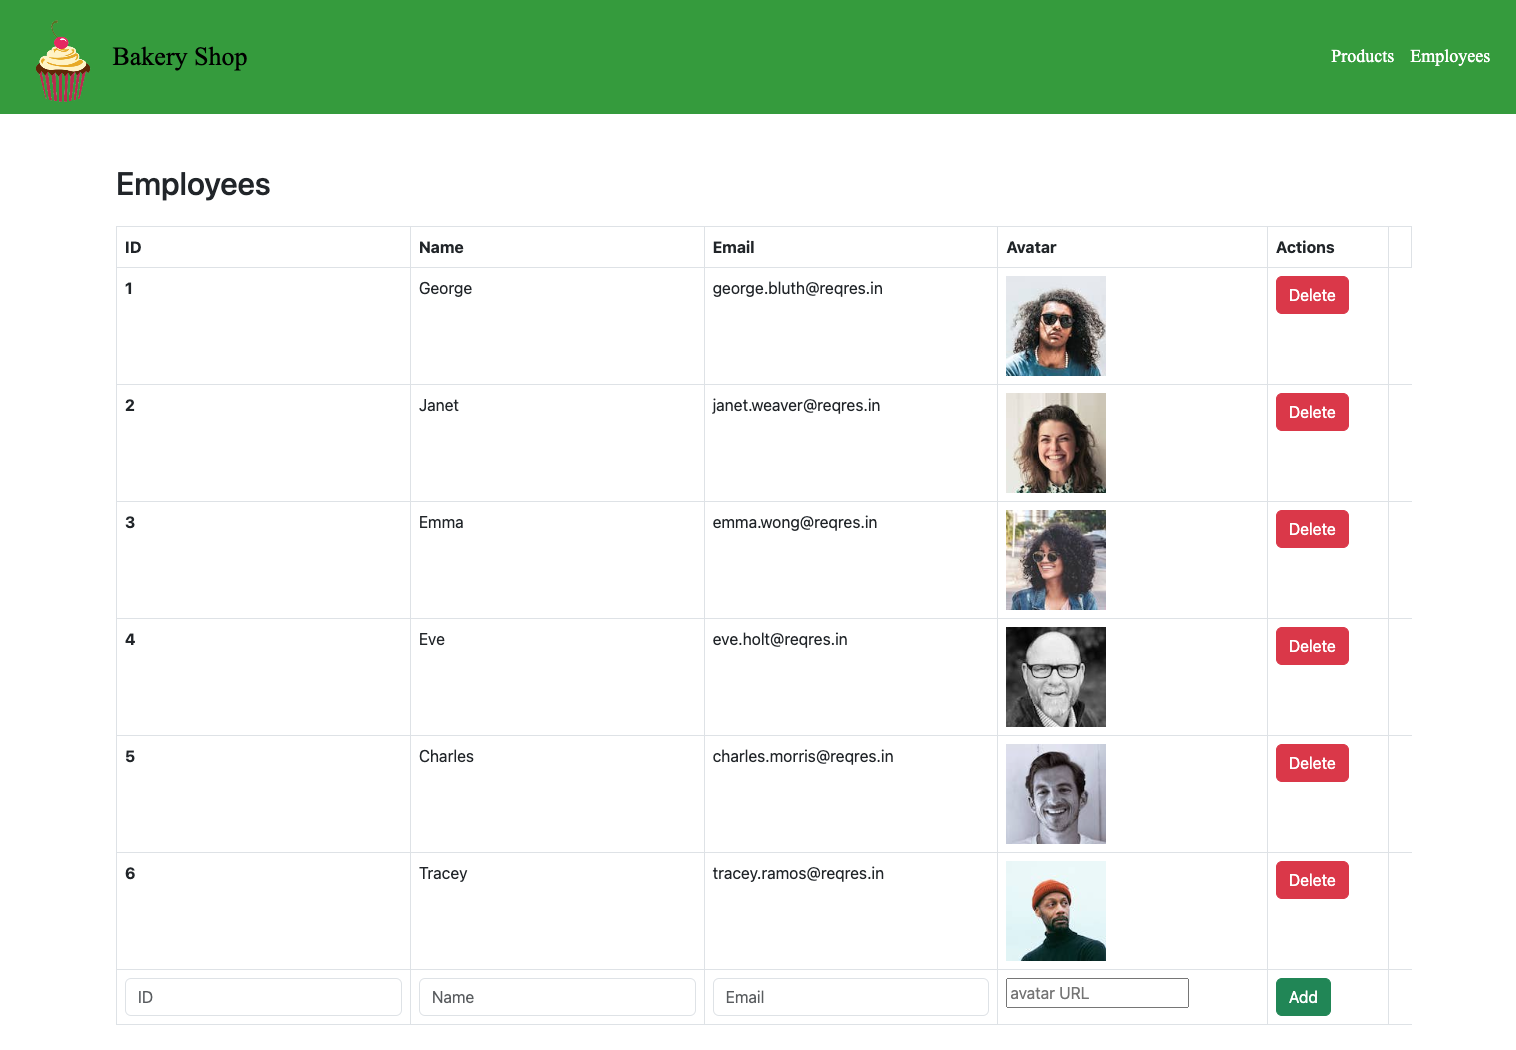 Bakery Shop
Products Employees
Employees
ID Name Email Avatar Actions
1 George george.bluth@reqres.in Delete
2 Janet janet.weaver@reqres.in Delete
3 Emma emma.wong@reqres.in Delete
4 Eve eve.holt@reqres.in Delete
5 Charles charles.morris@reqres.in Delete
6 Tracey tracey.ramos@reqres.in Delete
ID Name Email avatar URL Add